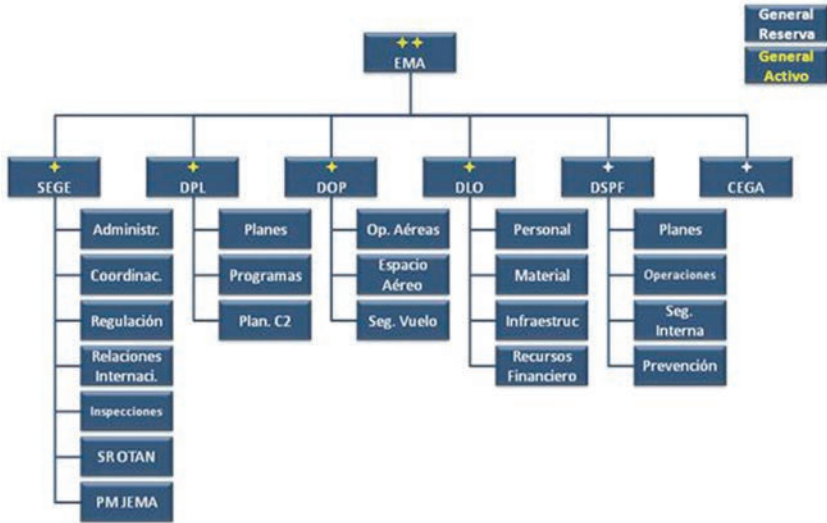 General
Reserva
General
Activo
EMA
SEGE
DPL
DOP
DLO
DSPF
CEGA
Administr.
Coordinac.
Regulación
Relaciones
Internaci.
Inspecciones
SR OTAN
PM JEMA
Planes
Programas
Plan. C2
Op. Aéreas
Espacio
Aéreo
Seg. Vuelo
Personal
Material
Infraestruc
Recursos
Financiero
Planes
Operaciones
Seg.
Interna
Prevención